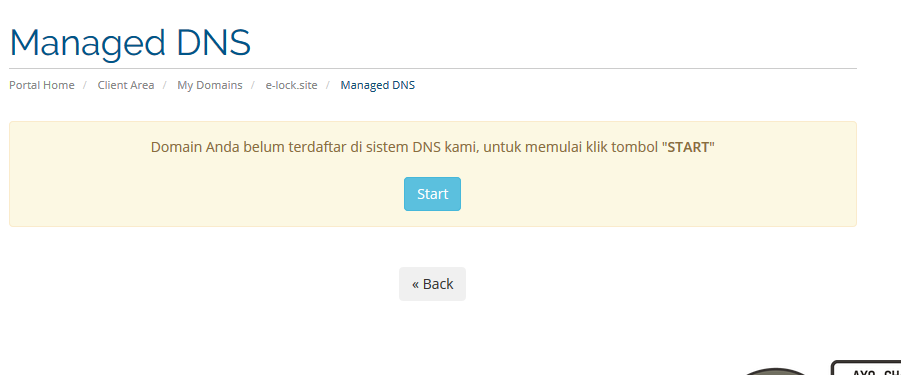 Managed DNS
Portal Home / Client Area / My Domains / e-lock.site / Managed DNS
Domain Anda belum terdaftar di sistem DNS kami, untuk memulai klik tombol "START"
Start
« Back